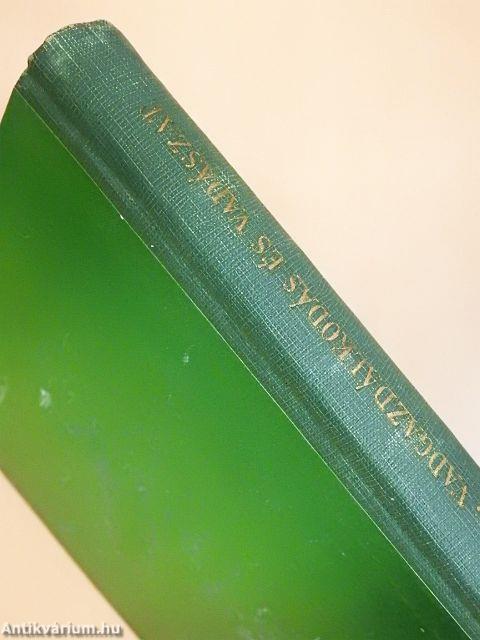 VADGAZDÁLKODÁS ÉS VADÁSZAT
Antikvárium.hu